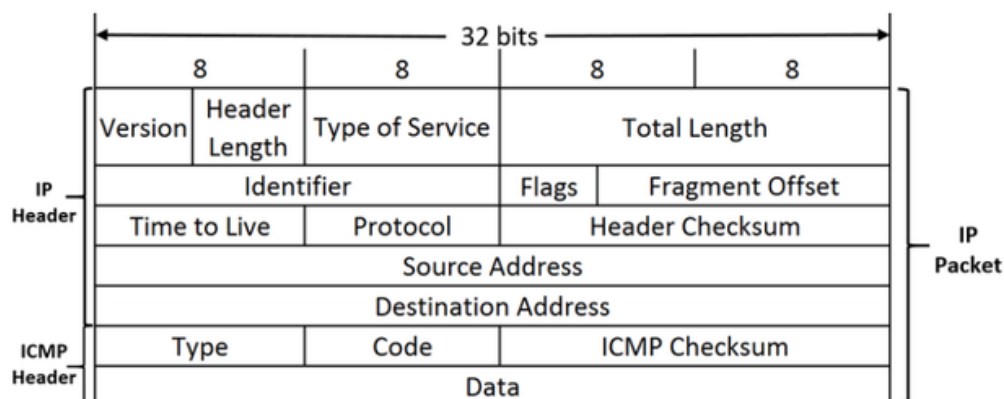 32 bits
8 8 8 8
Version Header Length Type of Service Total Length
IP Header Identifier Flags Fragment Offset
Time to Live Protocol Header Checksum
Source Address IP Packet
Destination Address
ICMP Header Type Code ICMP Checksum
Data